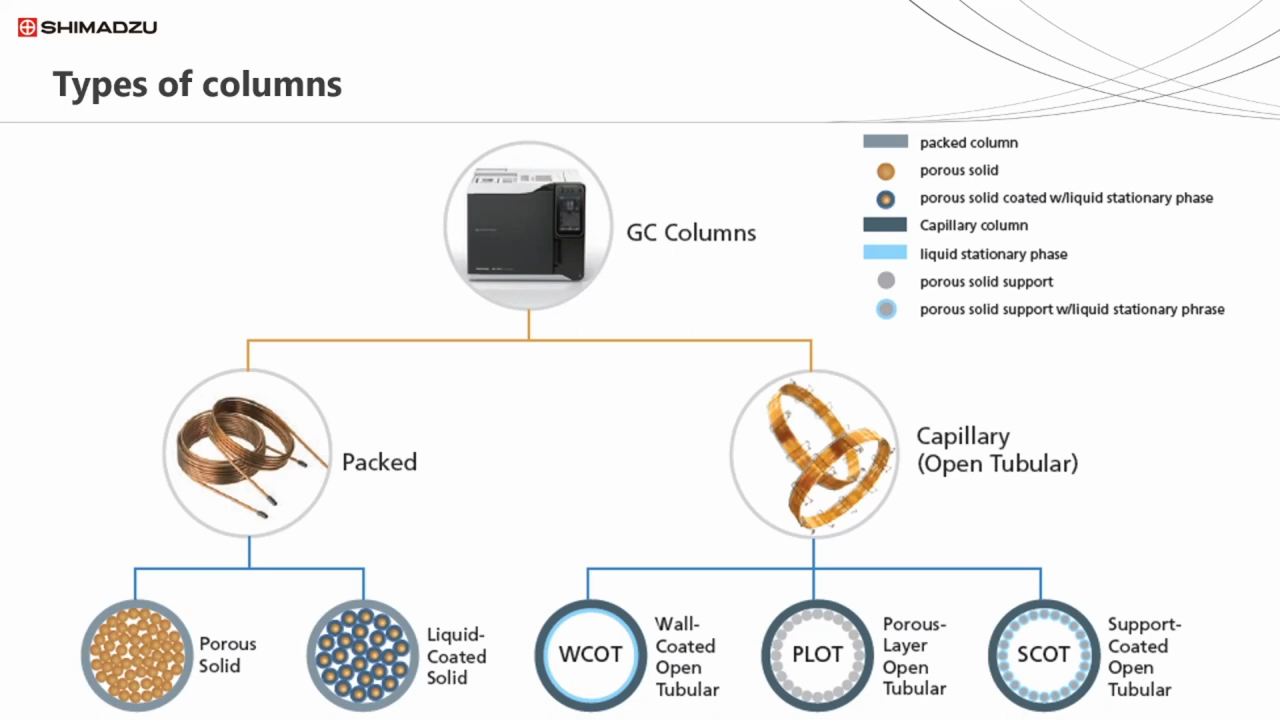 SHIMADZU
Types of columns
packed column
porous solid
porous solid coated w/liquid stationary phase
Capillary column
liquid stationary phase
porous solid support
porous solid support w/liquid stationary phrase
GC Columns
Packed
Capillary
(Open Tubular)
Porous
Solid
Liquid-
Coated
Solid
WCOT
Wall-
Coated
Open
Tubular
PLOT
Porous-
Layer
Open
Tubular
SCOT
Support-
Coated
Open
Tubular